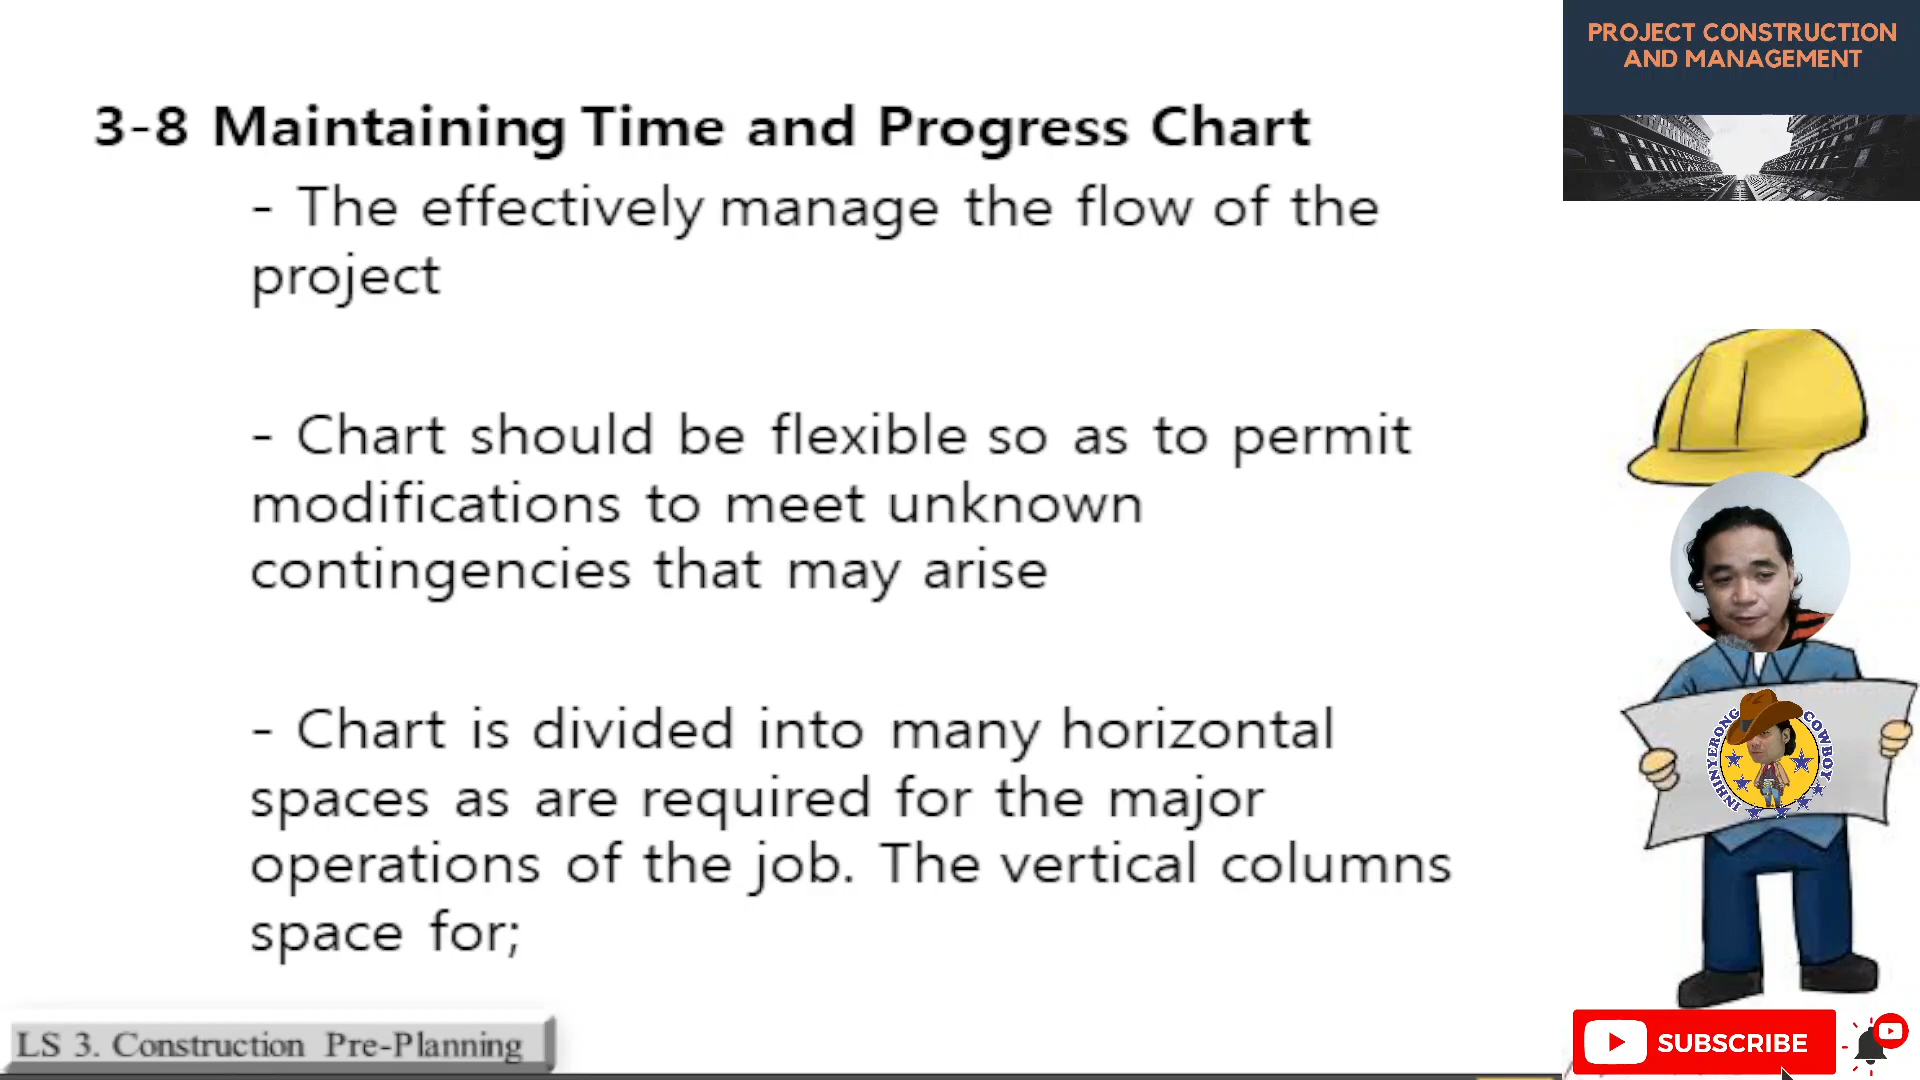 PROJECT CONSTRUCTION
AND MANAGEMENT
3-8 Maintaining Time and Progress Chart
- The effectively manage the flow of the
project
- Chart should be flexible so as to permit
modifications to meet unknown
contingencies that may arise
- Chart is divided into many horizontal
spaces as are required for the major
operations of the job. The vertical columns
space for;
INHINYERONG COWBOY
LS 3. Construction Pre-Planning
SUBSCRIBE